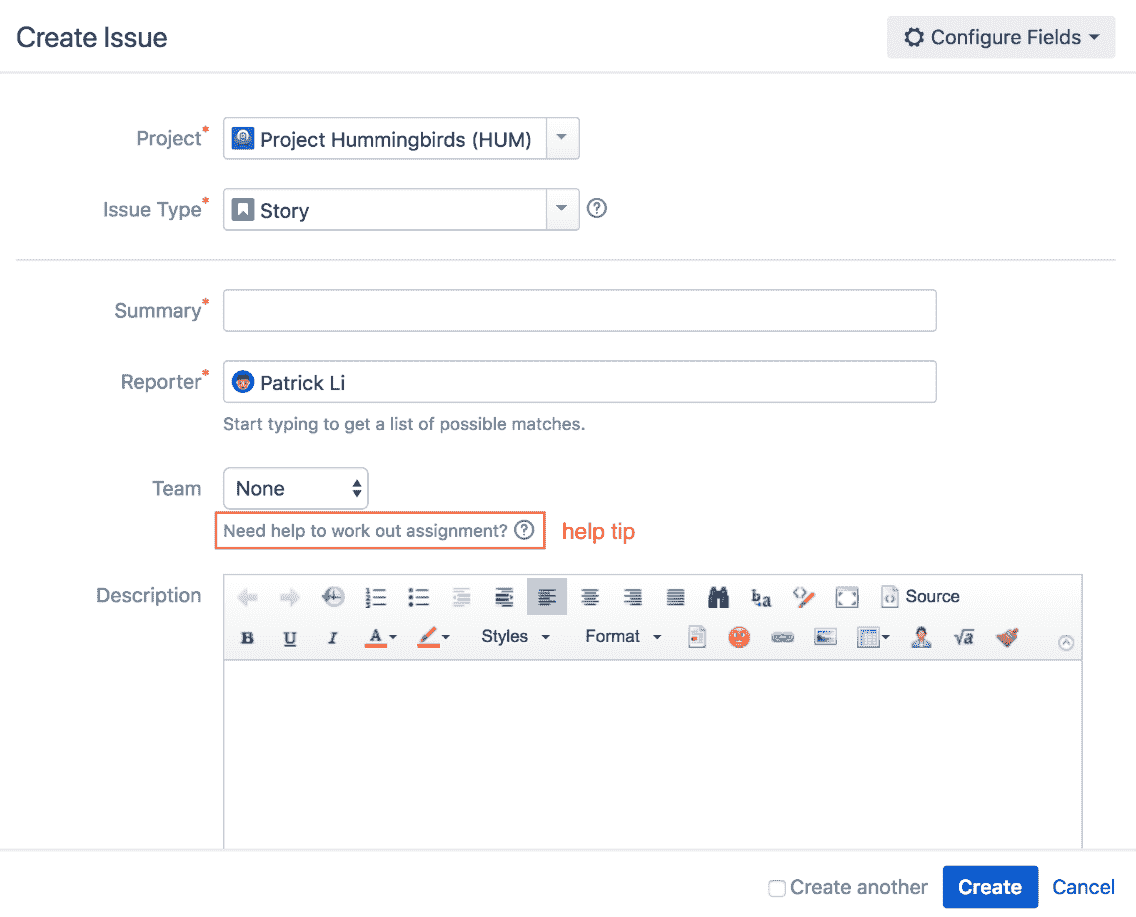 Create Issue
Configure Fields
Project*
Project Hummingbirds (HUM)
Issue Type*
Story
?
Summary*
Reporter*
Patrick Li
Start typing to get a list of possible matches.
Team
None
Need help to work out assignment? ?
help tip
Description
Source
B U I A Styles Format √a
Create another
Create
Cancel